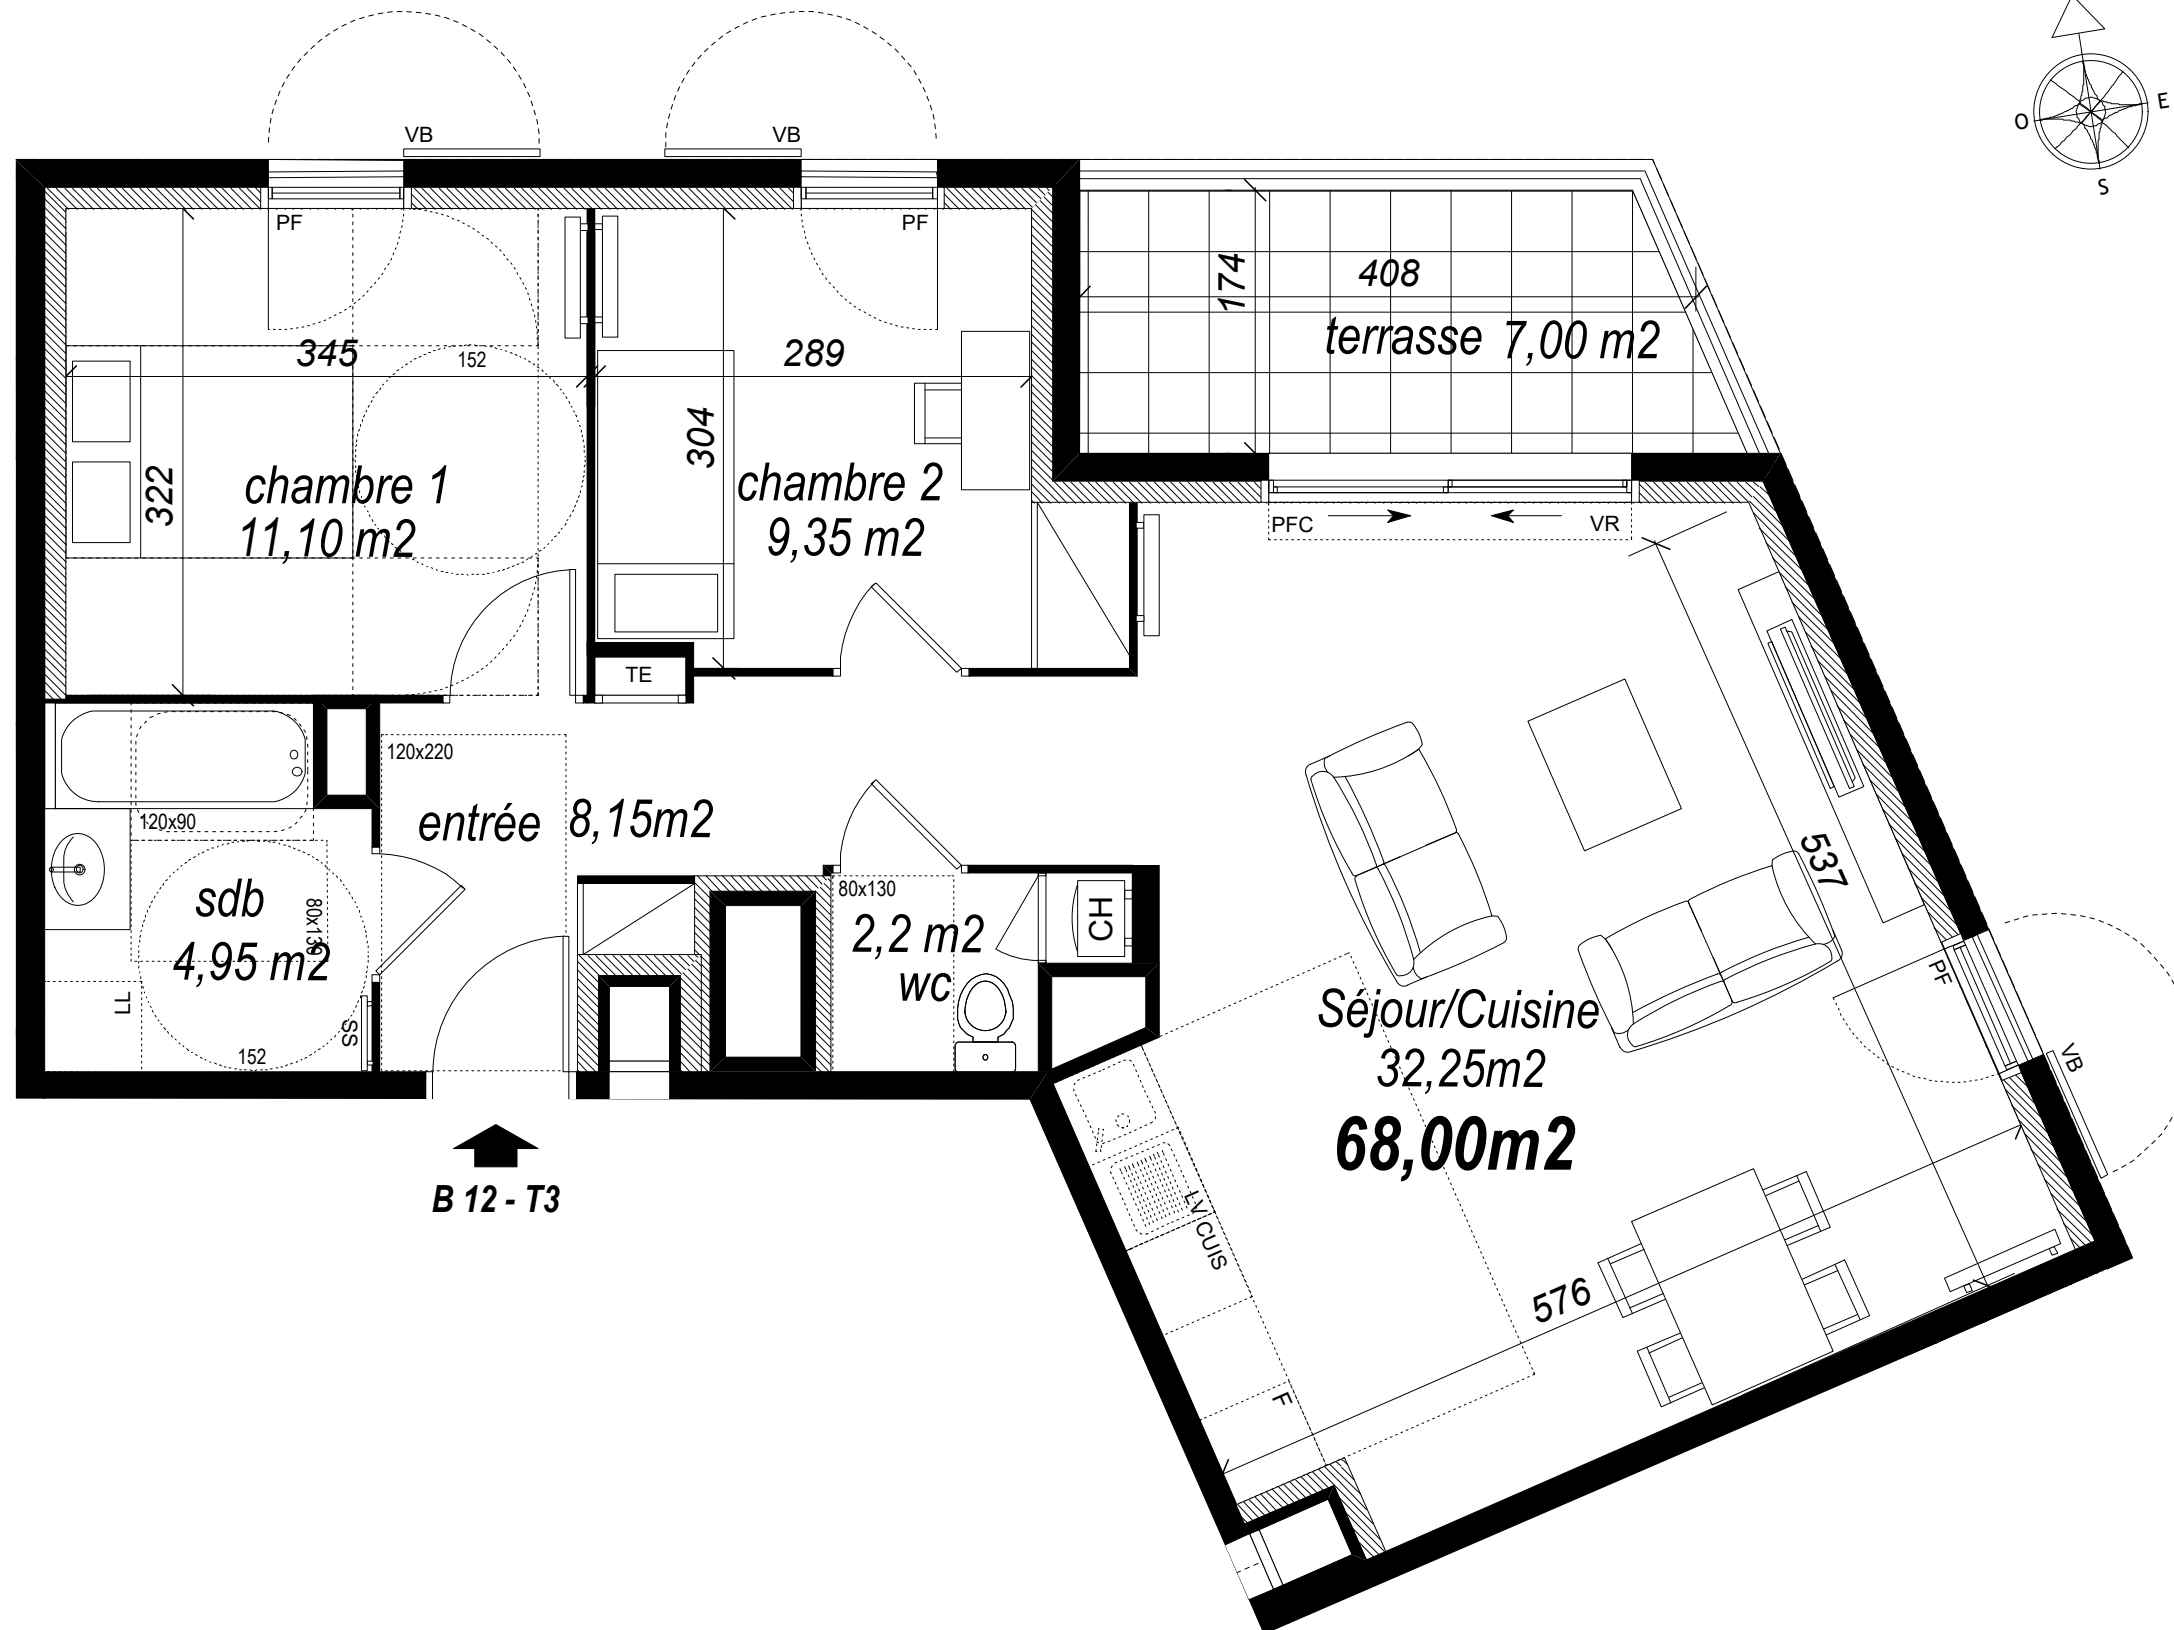 VB
VB
E
O
S
PF
PF
174
408
terrasse 7,00 m2
345
152
289
304
322
chambre 1
11,10 m2
chambre 2
9,35 m2
PFC
VR
TE
120x220
120x90
entrée 8,15m2
537
sdb
4,95 m2
80x130
80x130
2,2 m2
wc
CH
LL
SS
152
PF
VB
Séjour/Cuisine
32,25m2
68,00m2
B 12 - T3
LV CUIS
576
F